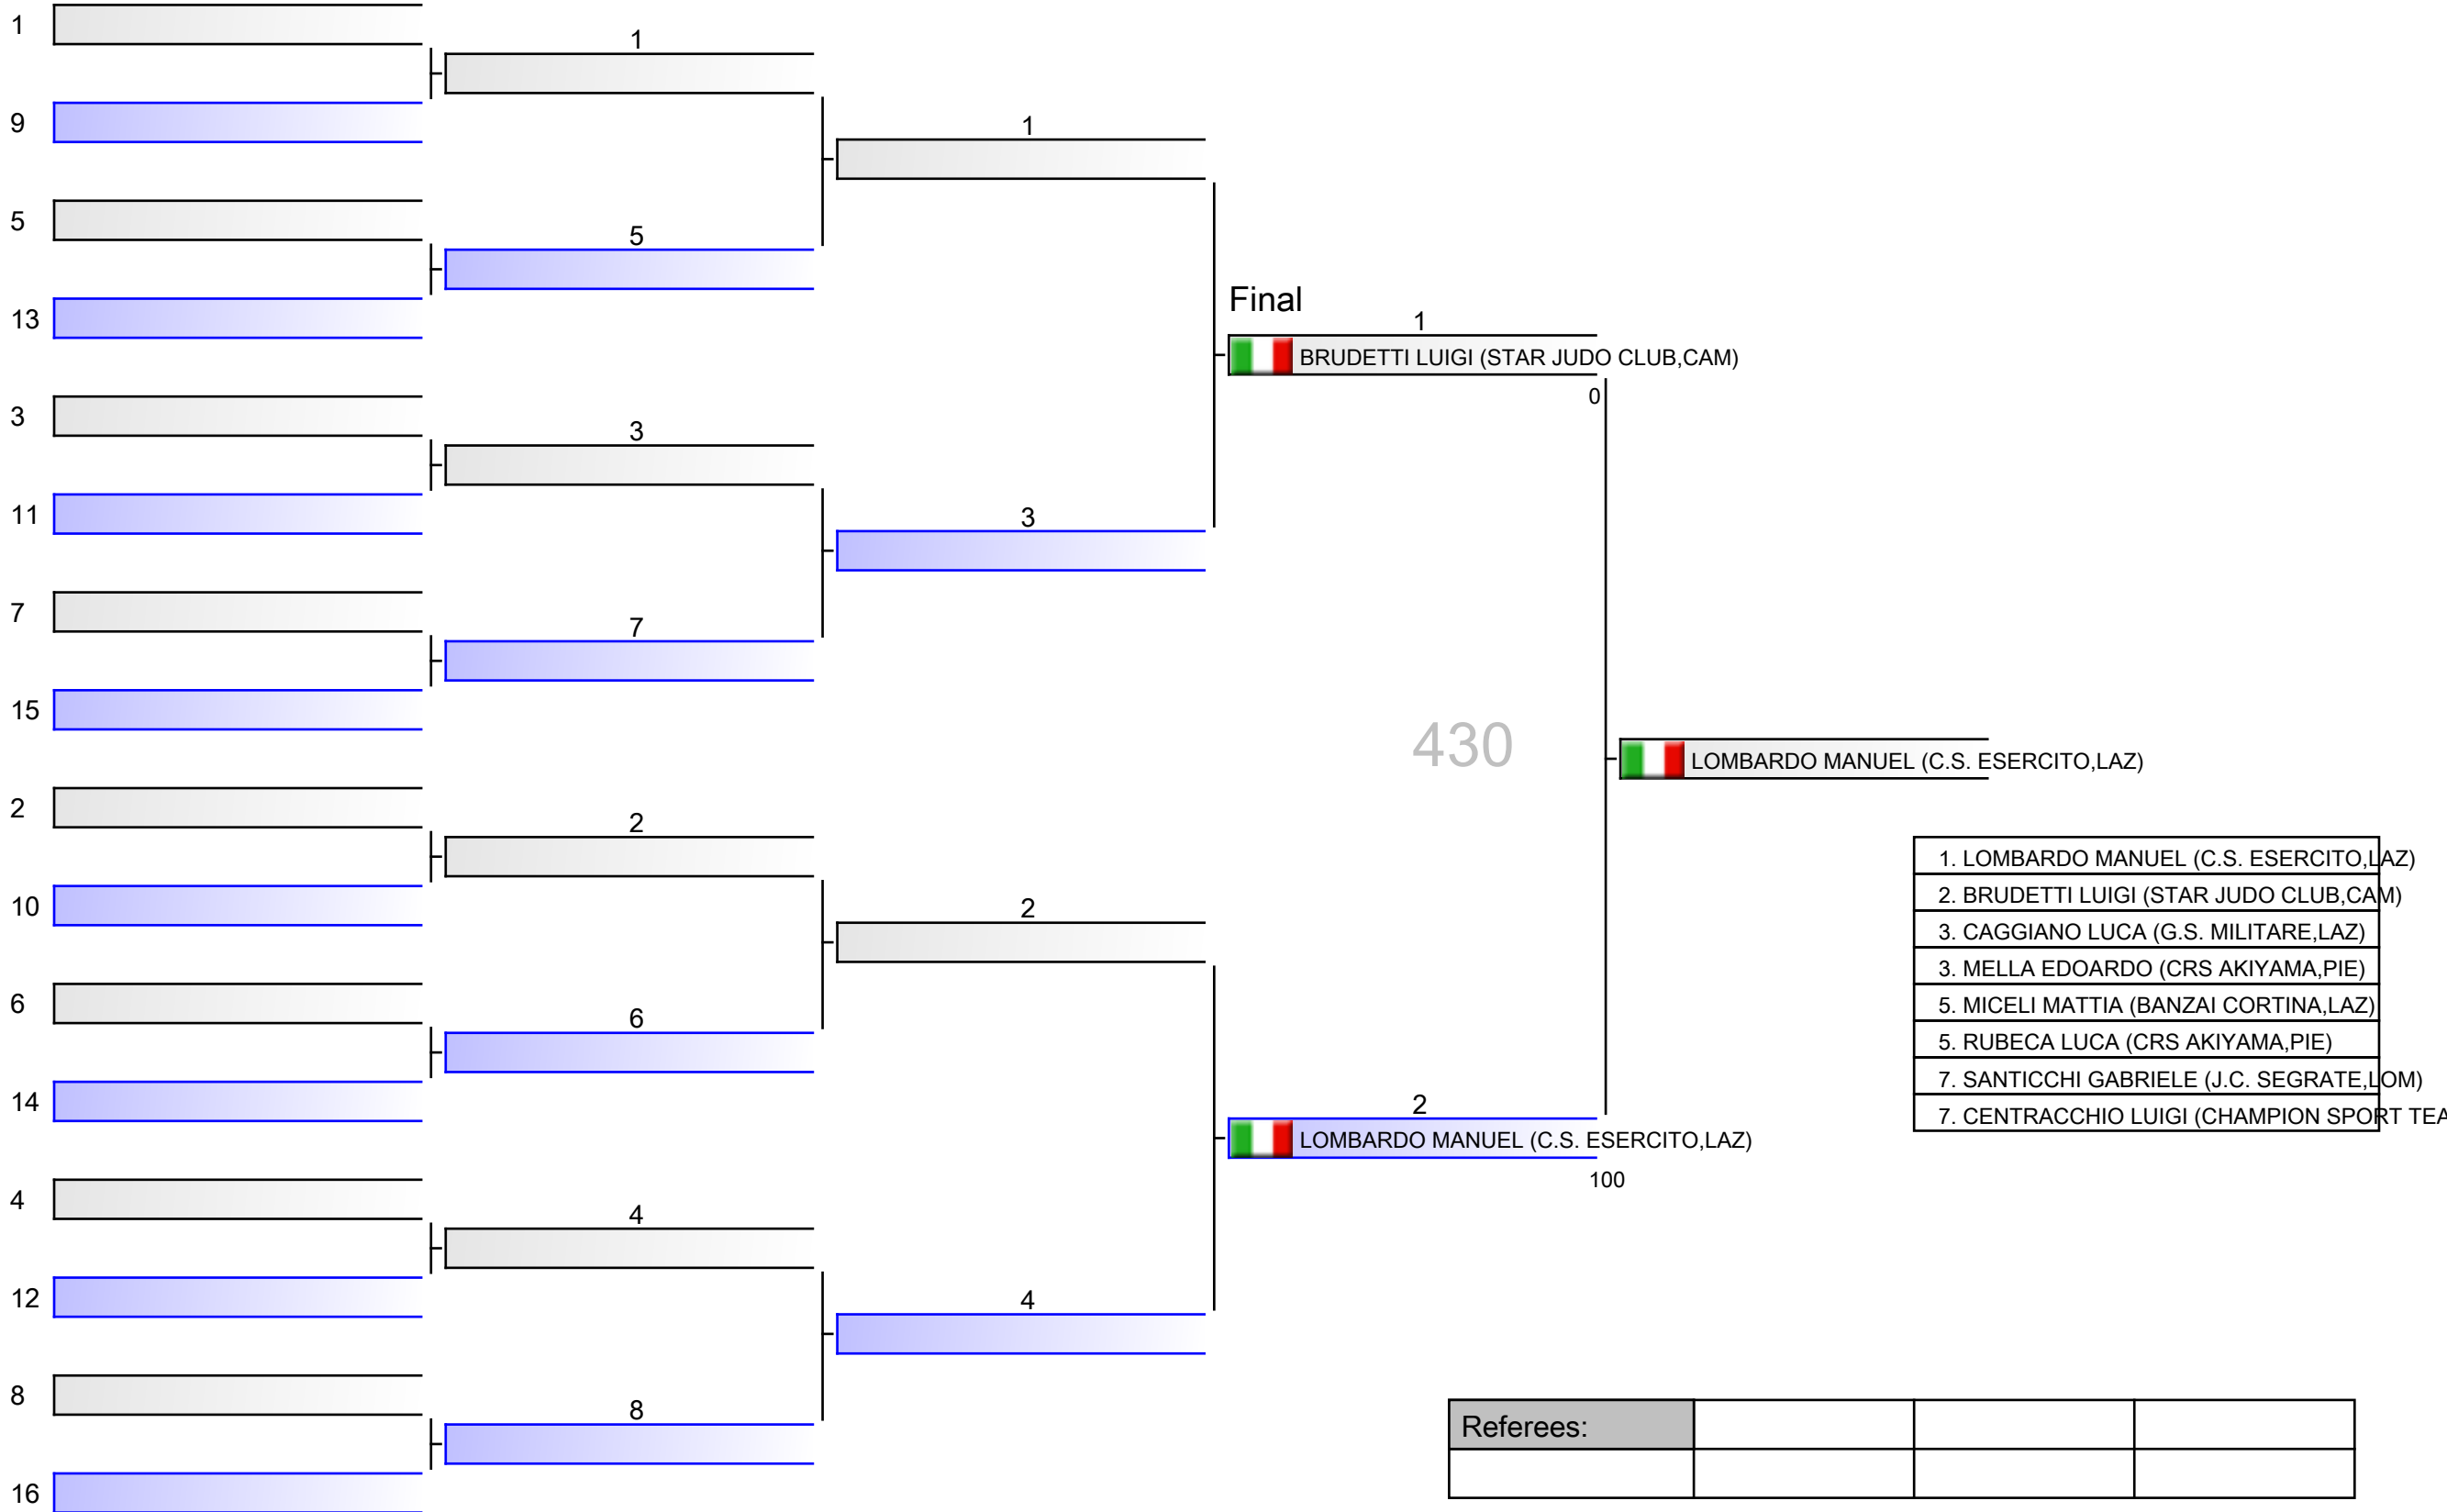 1
9
5
13
3
11
7
15
2
10
6
14
4
12
8
16
1
5
3
7
2
6
4
8
1
3
2
4
Final
1
BRUDETTI LUIGI (STAR JUDO CLUB,CAM)
0
430
2
LOMBARDO MANUEL (C.S. ESERCITO,LAZ)
100
LOMBARDO MANUEL (C.S. ESERCITO,LAZ)
1. LOMBARDO MANUEL (C.S. ESERCITO,LAZ)
2. BRUDETTI LUIGI (STAR JUDO CLUB,CAM)
3. CAGGIANO LUCA (G.S. MILITARE,LAZ)
3. MELLA EDOARDO (CRS AKIYAMA,PIE)
5. MICELI MATTIA (BANZAI CORTINA,LAZ)
5. RUBECA LUCA (CRS AKIYAMA,PIE)
7. SANTICCHI GABRIELE (J.C. SEGRATE,LOM)
7. CENTRACCHIO LUIGI (CHAMPION SPORT TEA
Referees: